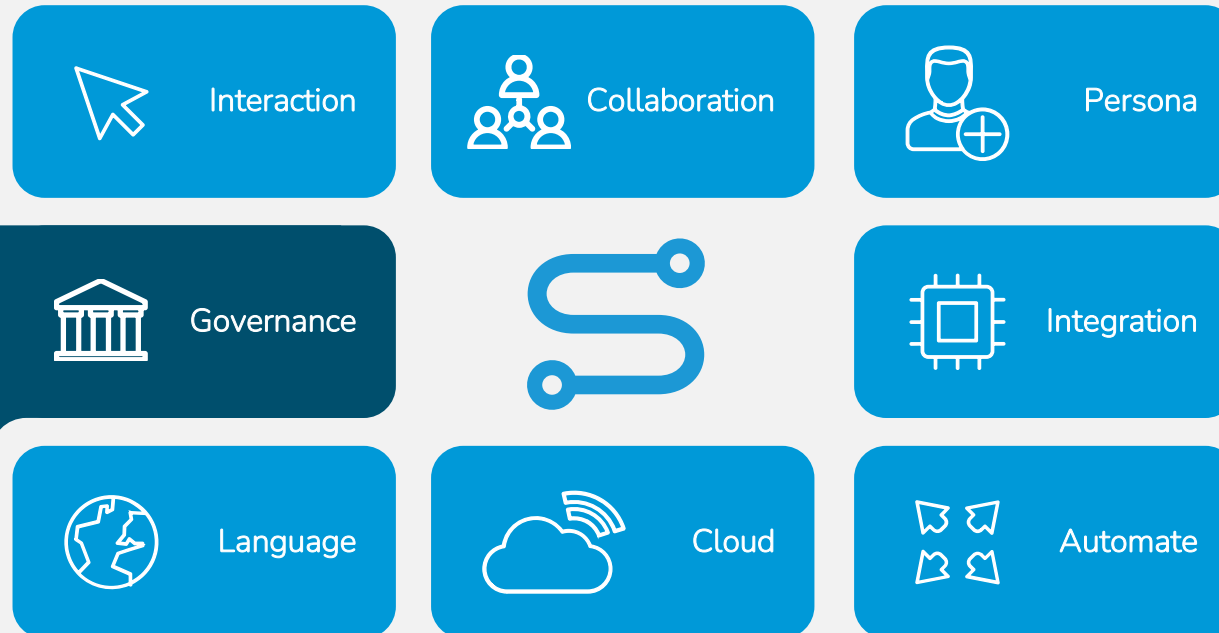 Interaction
Collaboration
Persona
Governance
Integration
Language
Cloud
Automate